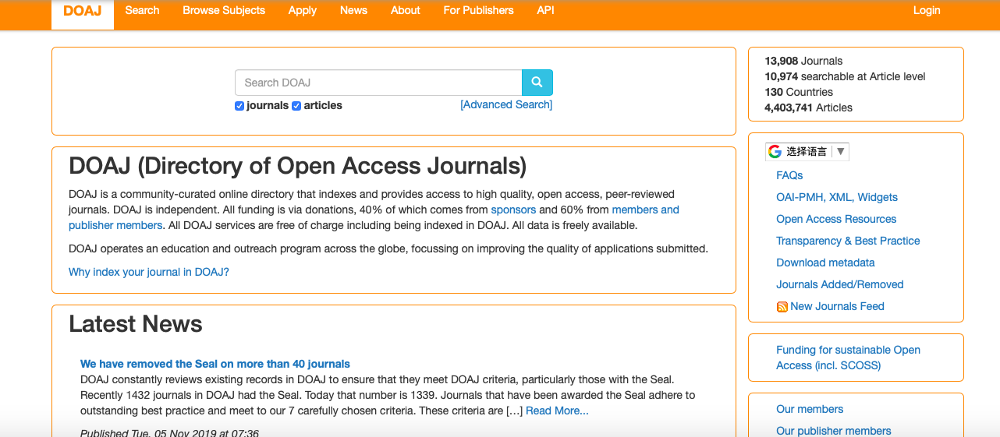 DOAJ Search Browse Subjects Apply News About For Publishers API Login
Search DOAJ
journals articles [Advanced Search]
DOAJ (Directory of Open Access Journals)
DOAJ is a community-curated online directory that indexes and provides access to high quality, open access, peer-reviewed
journals. DOAJ is independent. All funding is via donations, 40% of which comes from sponsors and 60% from members and
publisher members. All DOAJ services are free of charge including being indexed in DOAJ. All data is freely available.
DOAJ operates an education and outreach program across the globe, focussing on improving the quality of applications submitted.
Why index your journal in DOAJ?
Latest News
We have removed the Seal on more than 40 journals
DOAJ constantly reviews existing records in DOAJ to ensure that they meet DOAJ criteria, particularly those with the Seal.
Recently 1432 journals in DOAJ had the Seal. Today that number is 1339. Journals that have been awarded the Seal adhere to
outstanding best practice and meet to our 7 carefully chosen criteria. These criteria are […] Read More...
Published Tue, 05 Nov 2019 at 07:36
13,908 Journals
10,974 searchable at Article level
130 Countries
4,403,741 Articles
选择语言 ▼
FAQs
OAI-PMH, XML, Widgets
Open Access Resources
Transparency & Best Practice
Download metadata
Journals Added/Removed
New Journals Feed
Funding for sustainable Open
Access (incl. SCOSS)
Our members
Our publisher members